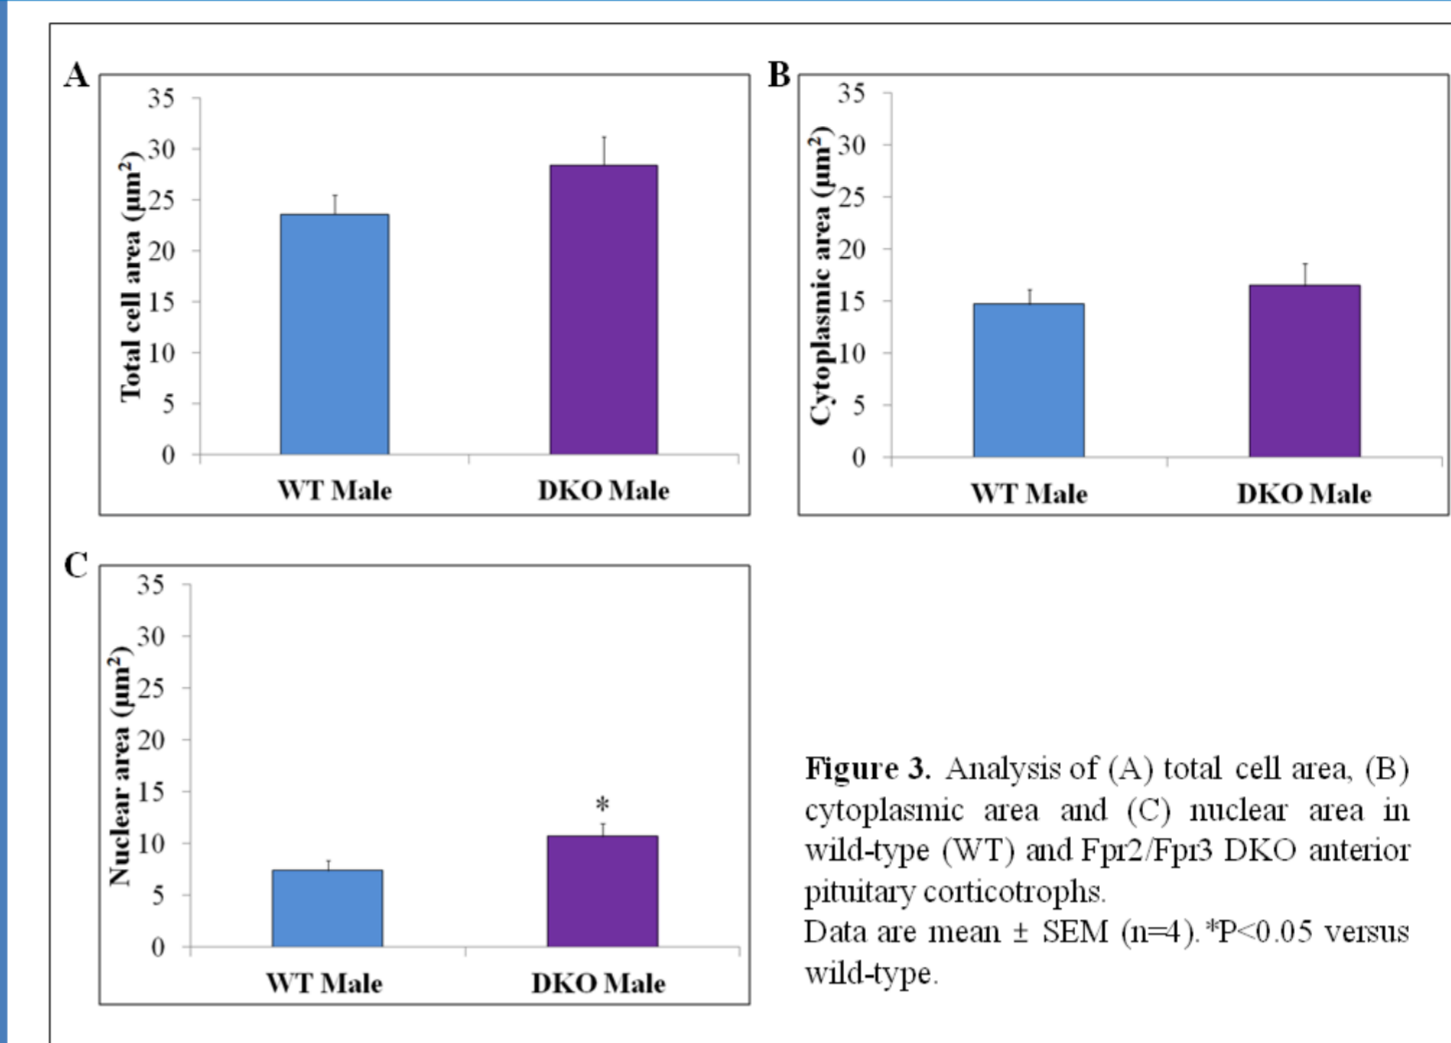 A
Total cell area (μm²)
35
30
25
20
15
10
5
0
WT Male DKO Male
B
Cytoplasmic area (μm²)
35
30
25
20
15
10
5
0
WT Male DKO Male
C
Nuclear area (μm²)
35
30
25
20
15
10
5
0
*
WT Male DKO Male
Figure 3. Analysis of (A) total cell area, (B)
cytoplasmic area and (C) nuclear area in
wild-type (WT) and Fpr2/Fpr3 DKO anterior
pituitary corticotrophs.
Data are mean ± SEM (n=4). *P<0.05 versus
wild-type.